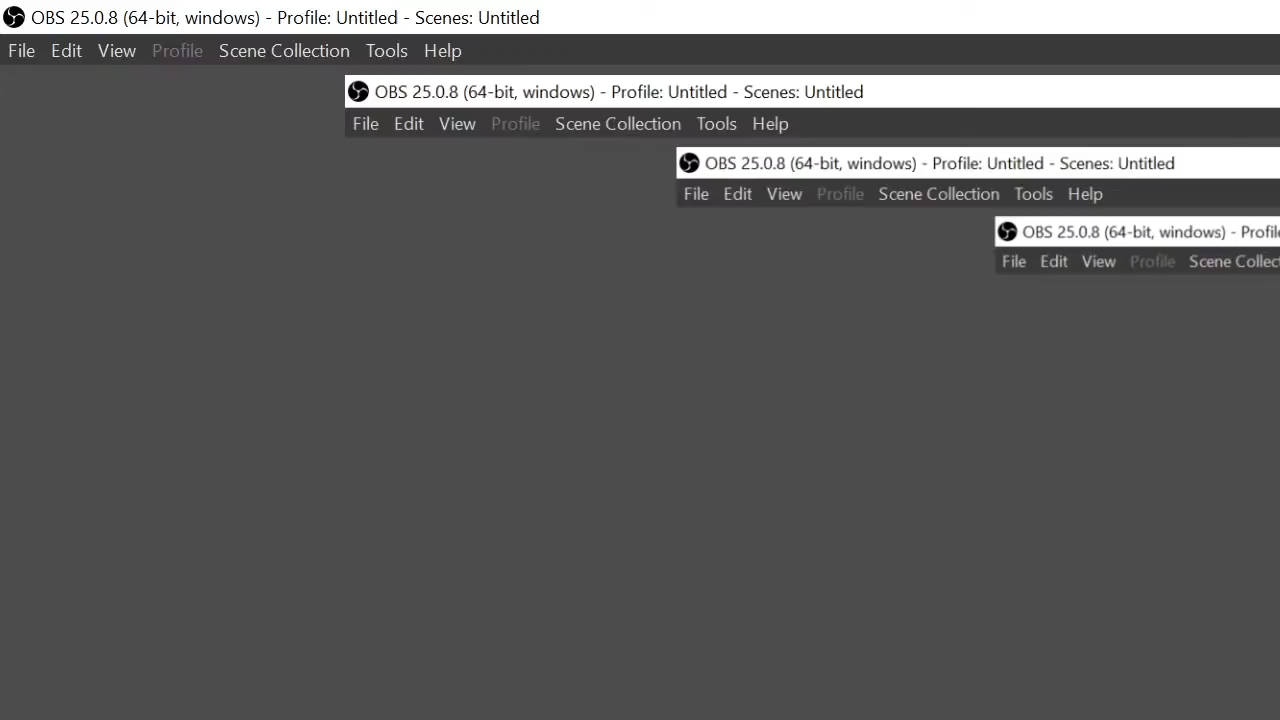 OBS 25.0.8 (64-bit, windows) - Profile: Untitled - Scenes: Untitled
File Edit View Profile Scene Collection Tools Help
OBS 25.0.8 (64-bit, windows) - Profile: Untitled - Scenes: Untitled
File Edit View Profile Scene Collection Tools Help
OBS 25.0.8 (64-bit, windows) - Profile: Untitled - Scenes: Untitled
File Edit View Profile Scene Collection Tools Help
OBS 25.0.8 (64-bit, windows) - Profile
File Edit View Profile Scene Collect